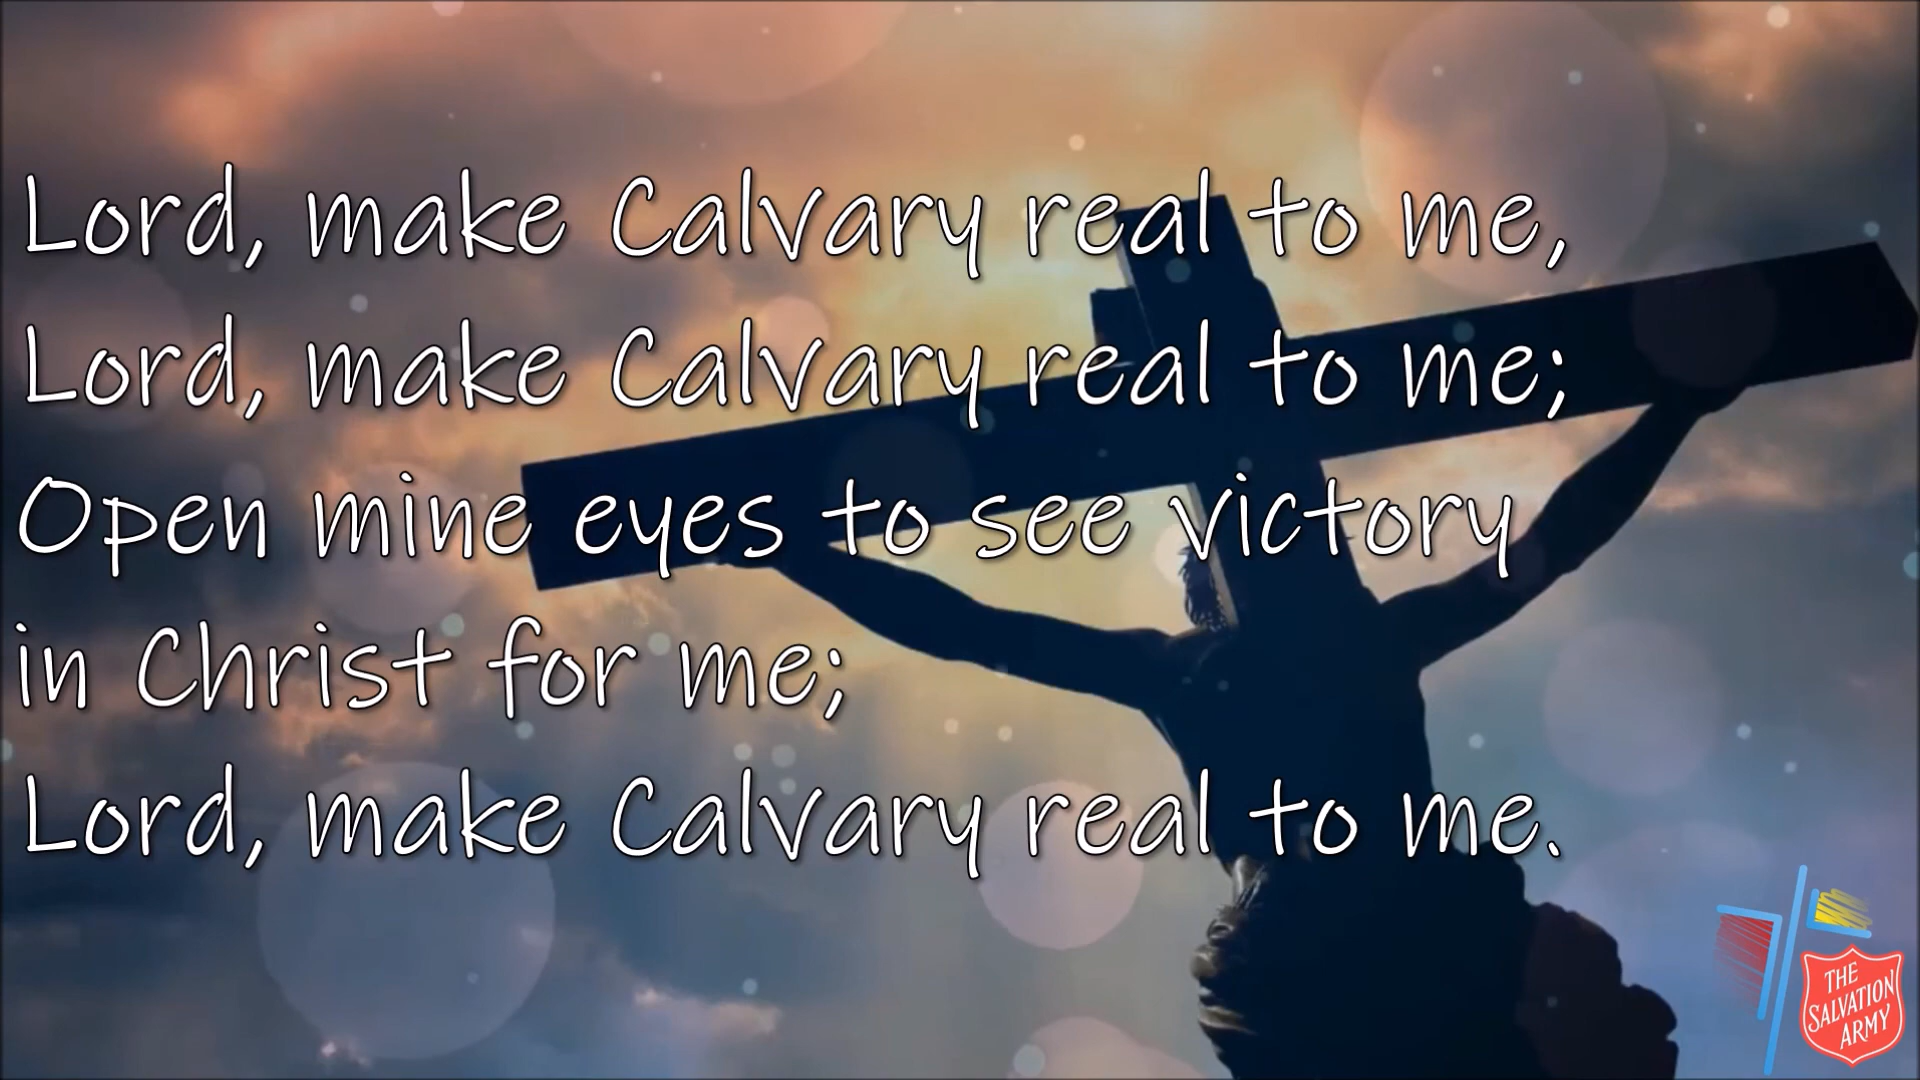 Lord, make Calvary real to me,
Lord, make Calvary real to me;
Open mine eyes to see victory
in Christ for me;
Lord, make Calvary real to me.
THE
SALVATION
ARMY